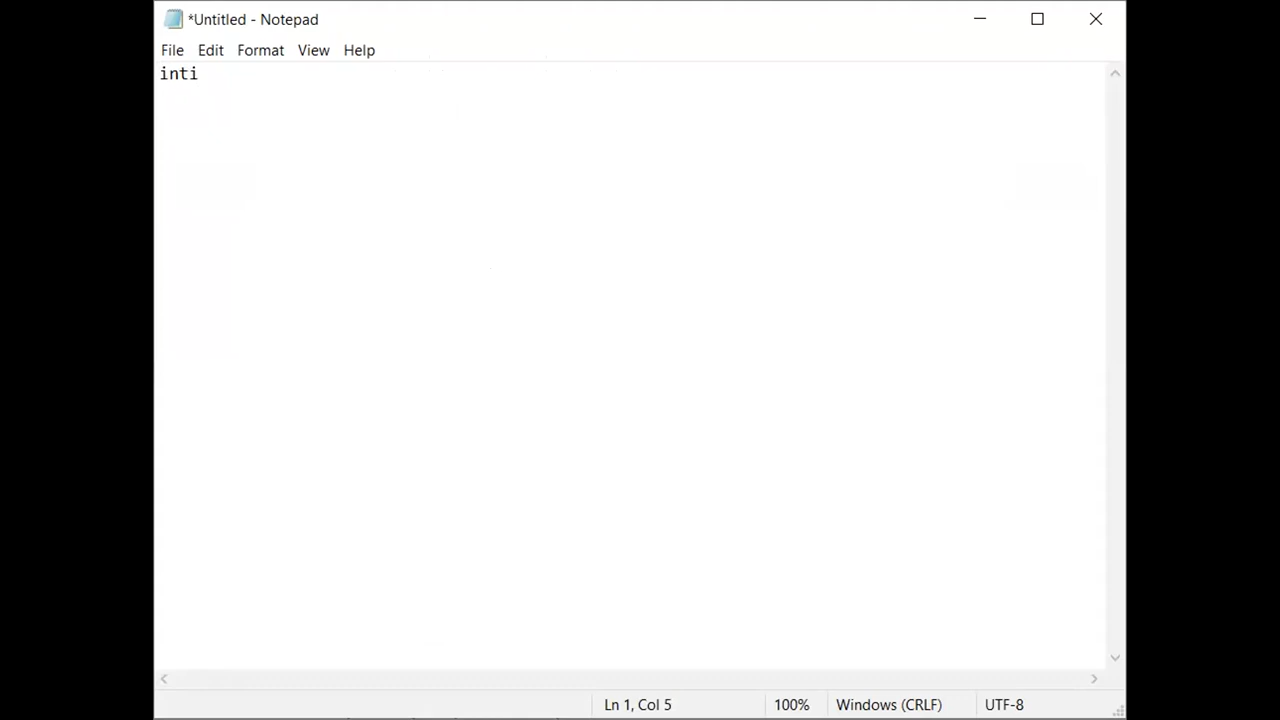 *Untitled - Notepad
File Edit Format View Help
inti
Ln 1, Col 5 100% Windows (CRLF) UTF-8